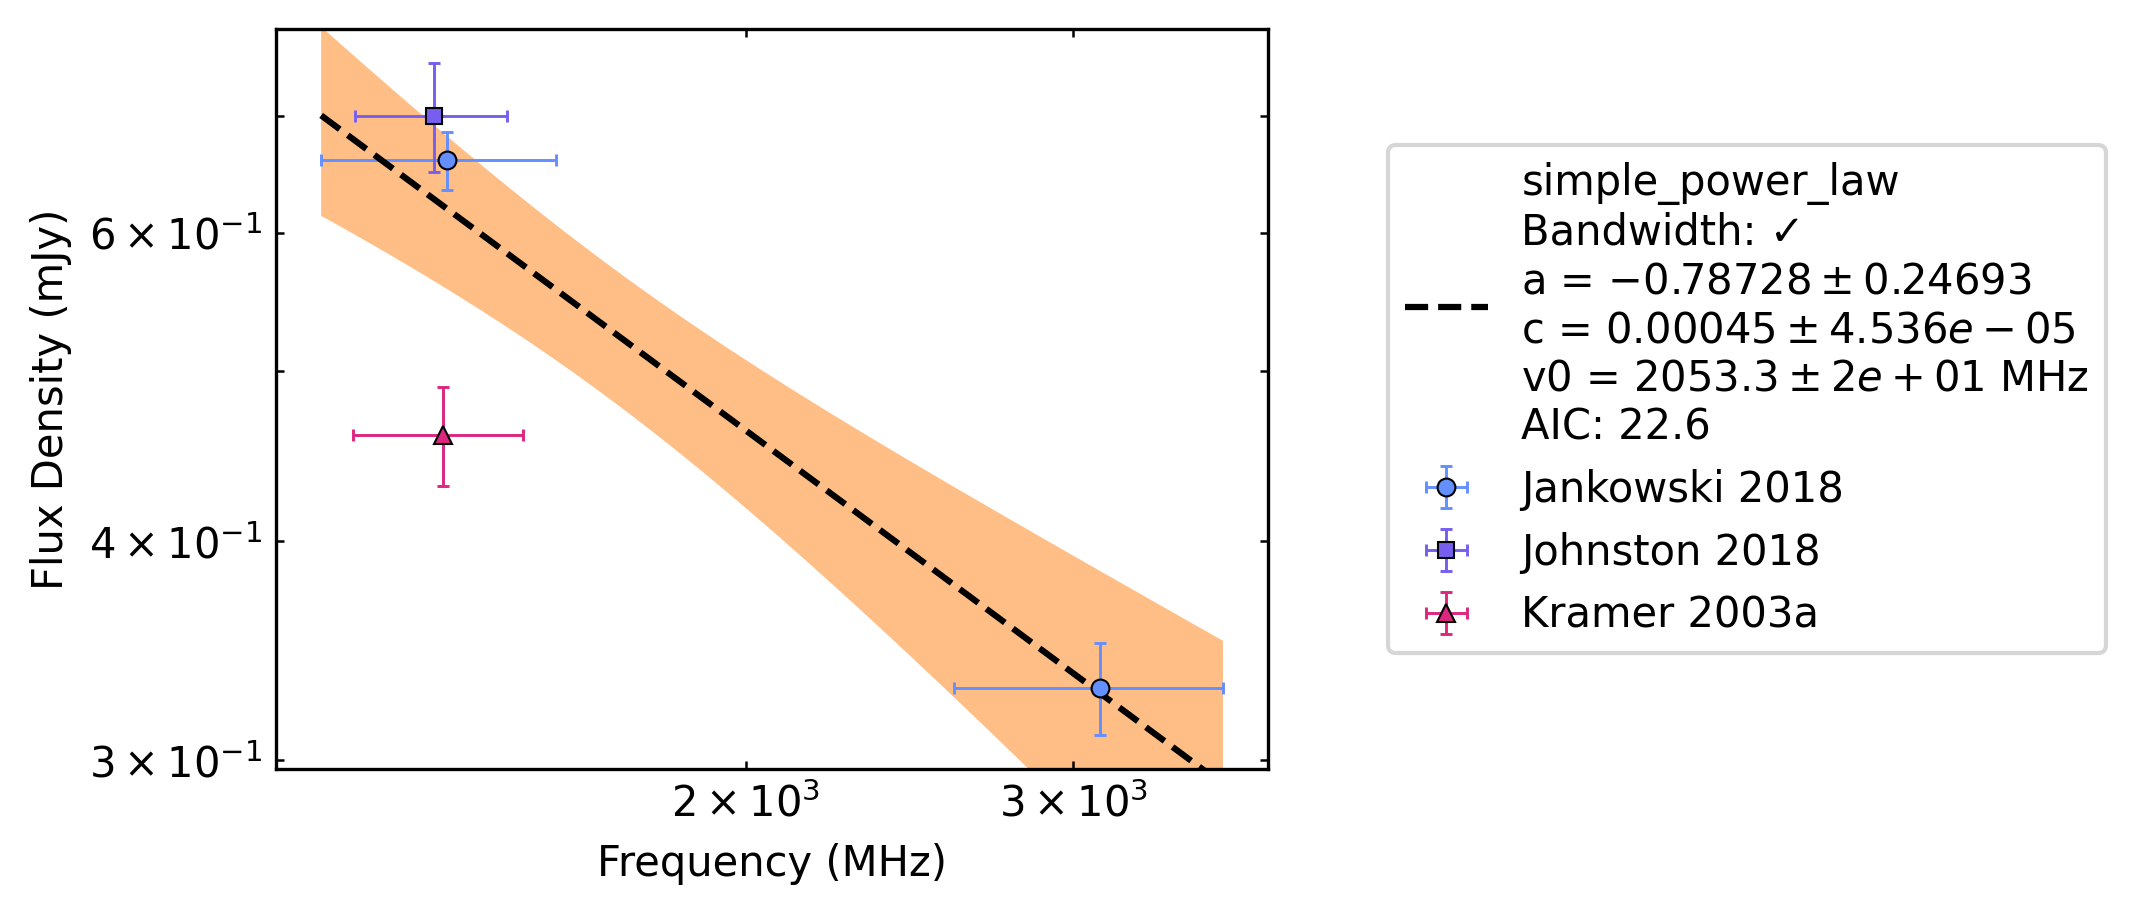 6 × 10⁻¹
4 × 10⁻¹
3 × 10⁻¹
Flux Density (mJy)
2 × 10³
3 × 10³
Frequency (MHz)
simple_power_law
Bandwidth: ✓
a = −0.78728 ± 0.24693
c = 0.00045 ± 4.536e − 05
v0 = 2053.3 ± 2e + 01 MHz
AIC: 22.6
Jankowski 2018
Johnston 2018
Kramer 2003a